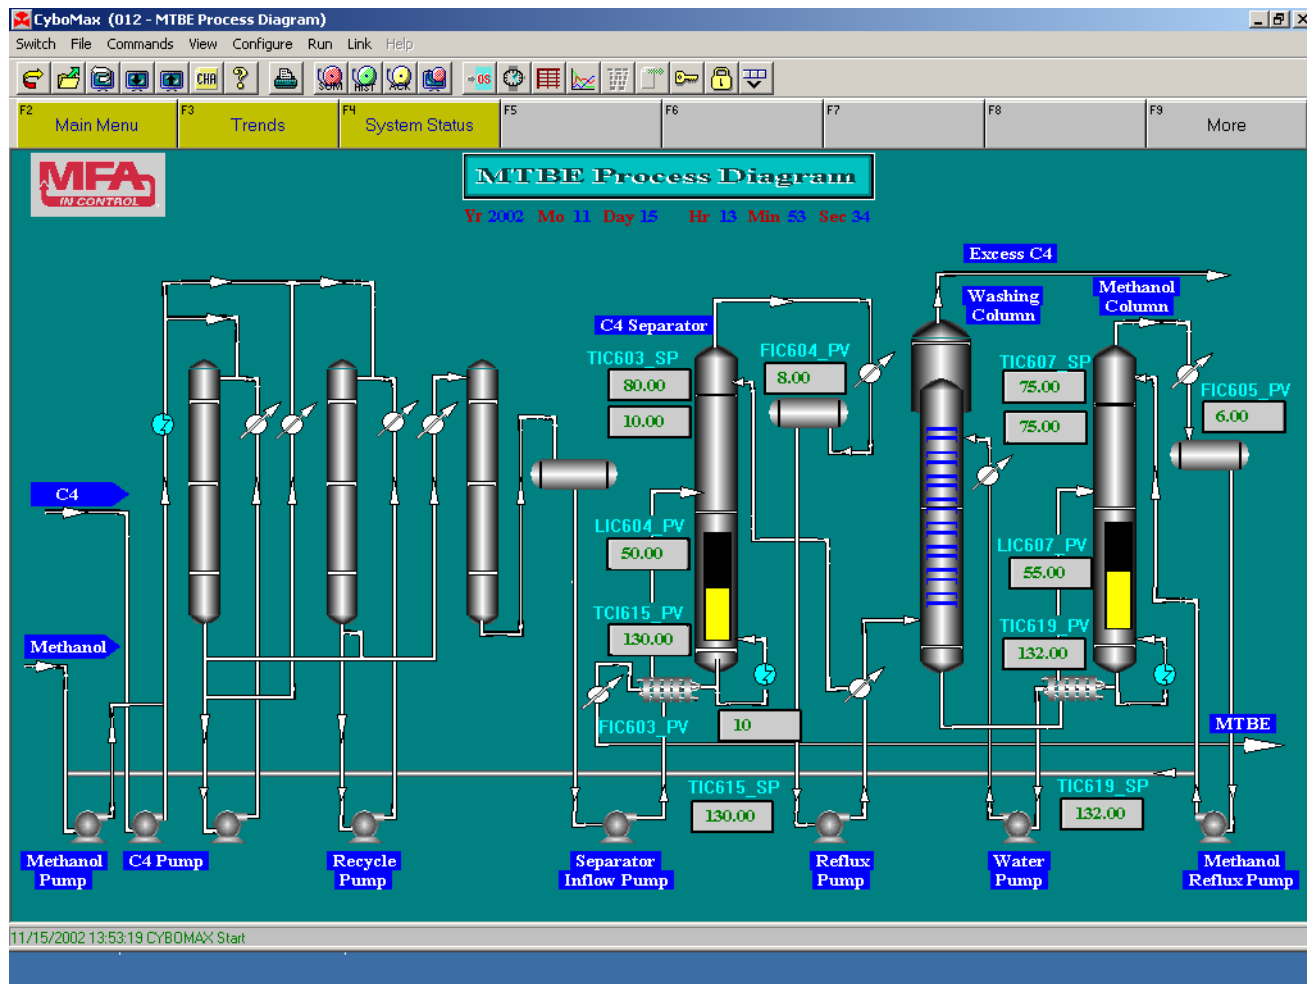 CyboMax (012 - MTBE Process Diagram)
Switch File Commands View Configure Run Link Help
CHA ? SUM HIST ACK OS
F2 Main Menu F3 Trends F4 System Status F5 F6 F7 F8 F9 More
MFA
IN CONTROL
MTBE Process Diagram
Yr 2002 Mo 11 Day 15 Hr 13 Min 53 Sec 34
Excess C4
Washing
Column
Methanol
Column
C4 Separator
TIC603_SP
80.00
10.00
FIC604_PV
8.00
TIC607_SP
75.00
75.00
FIC605_PV
6.00
C4
LIC604_PV
50.00
LIC607_PV
55.00
Methanol
TCI615_PV
130.00
TIC619_PV
132.00
FIC603_PV
10
MTBE
TIC615_SP
130.00
TIC619_SP
132.00
Methanol
Pump
C4 Pump
Recycle
Pump
Separator
Inflow Pump
Reflux
Pump
Water
Pump
Methanol
Reflux Pump
11/15/2002 13:53:19 CYBOMAX Start